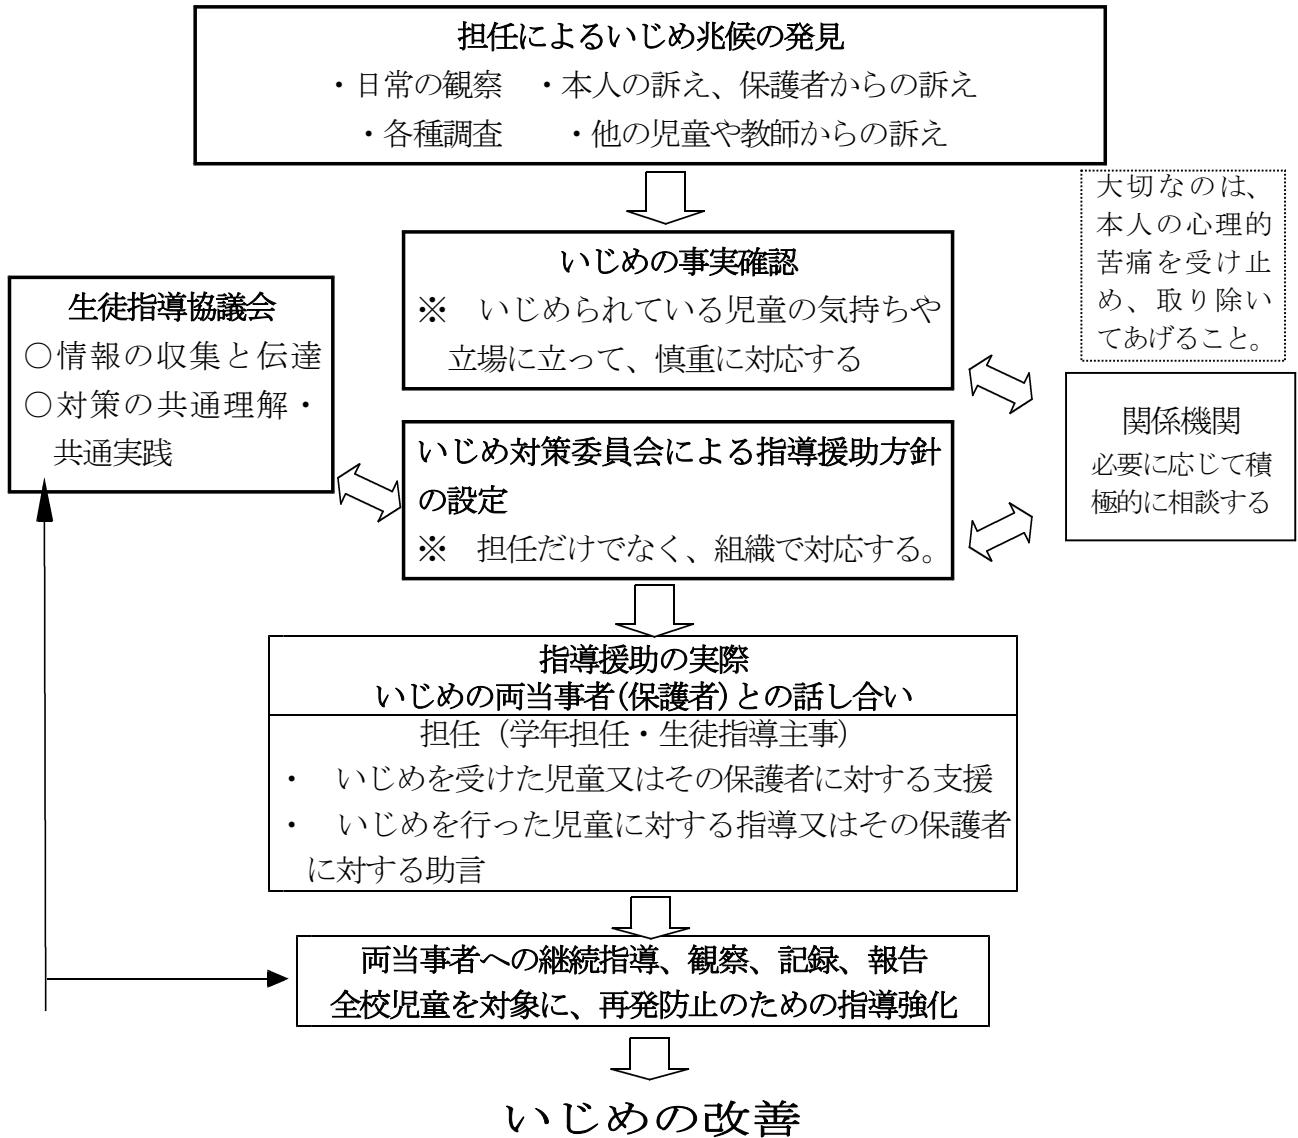 担任によるいじめ兆候の発見
・日常の観察　・本人の訴え、保護者からの訴え
・各種調査　　・他の児童や教師からの訴え
大切なのは、
本人の心理的
苦痛を受け止
め、取り除い
てあげること。
いじめの事実確認
※　いじめられている児童の気持ちや
立場に立って、慎重に対応する
生徒指導協議会
○情報の収集と伝達
○対策の共通理解・
共通実践
関係機関
必要に応じて積
極的に相談する
いじめ対策委員会による指導援助方針
の設定
※　担任だけでなく、組織で対応する。
指導援助の実際
いじめの両当事者(保護者)との話し合い
担任（学年担任・生徒指導主事）
・　いじめを受けた児童又はその保護者に対する支援
・　いじめを行った児童に対する指導又はその保護者
に対する助言
両当事者への継続指導、観察、記録、報告
全校児童を対象に、再発防止のための指導強化
いじめの改善